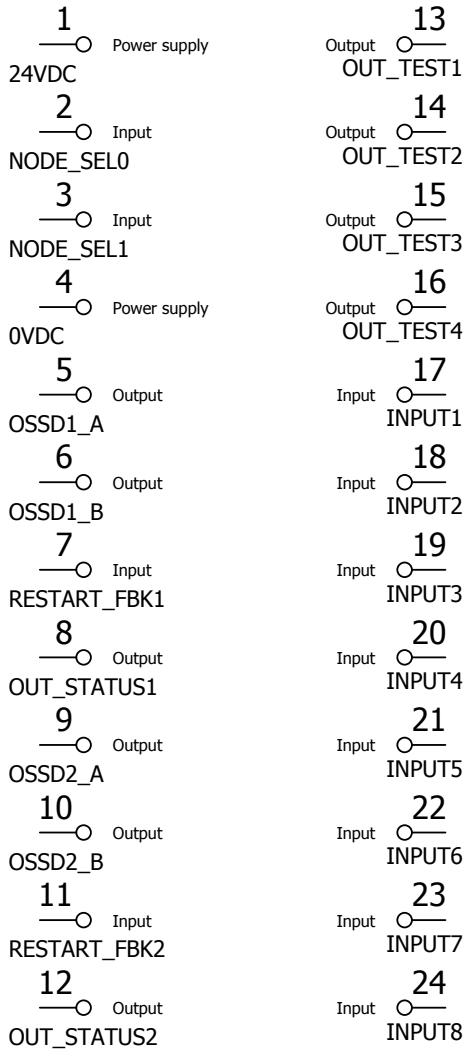 1
Power supply
24VDC
2
Input
NODE_SEL0
3
Input
NODE_SEL1
4
Power supply
0VDC
5
Output
OSSD1_A
6
Output
OSSD1_B
7
Input
RESTART_FBK1
8
Output
OUT_STATUS1
9
Output
OSSD2_A
10
Output
OSSD2_B
11
Input
RESTART_FBK2
12
Output
OUT_STATUS2
13
Output
OUT_TEST1
14
Output
OUT_TEST2
15
Output
OUT_TEST3
16
Output
OUT_TEST4
17
Input
INPUT1
18
Input
INPUT2
19
Input
INPUT3
20
Input
INPUT4
21
Input
INPUT5
22
Input
INPUT6
23
Input
INPUT7
24
Input
INPUT8